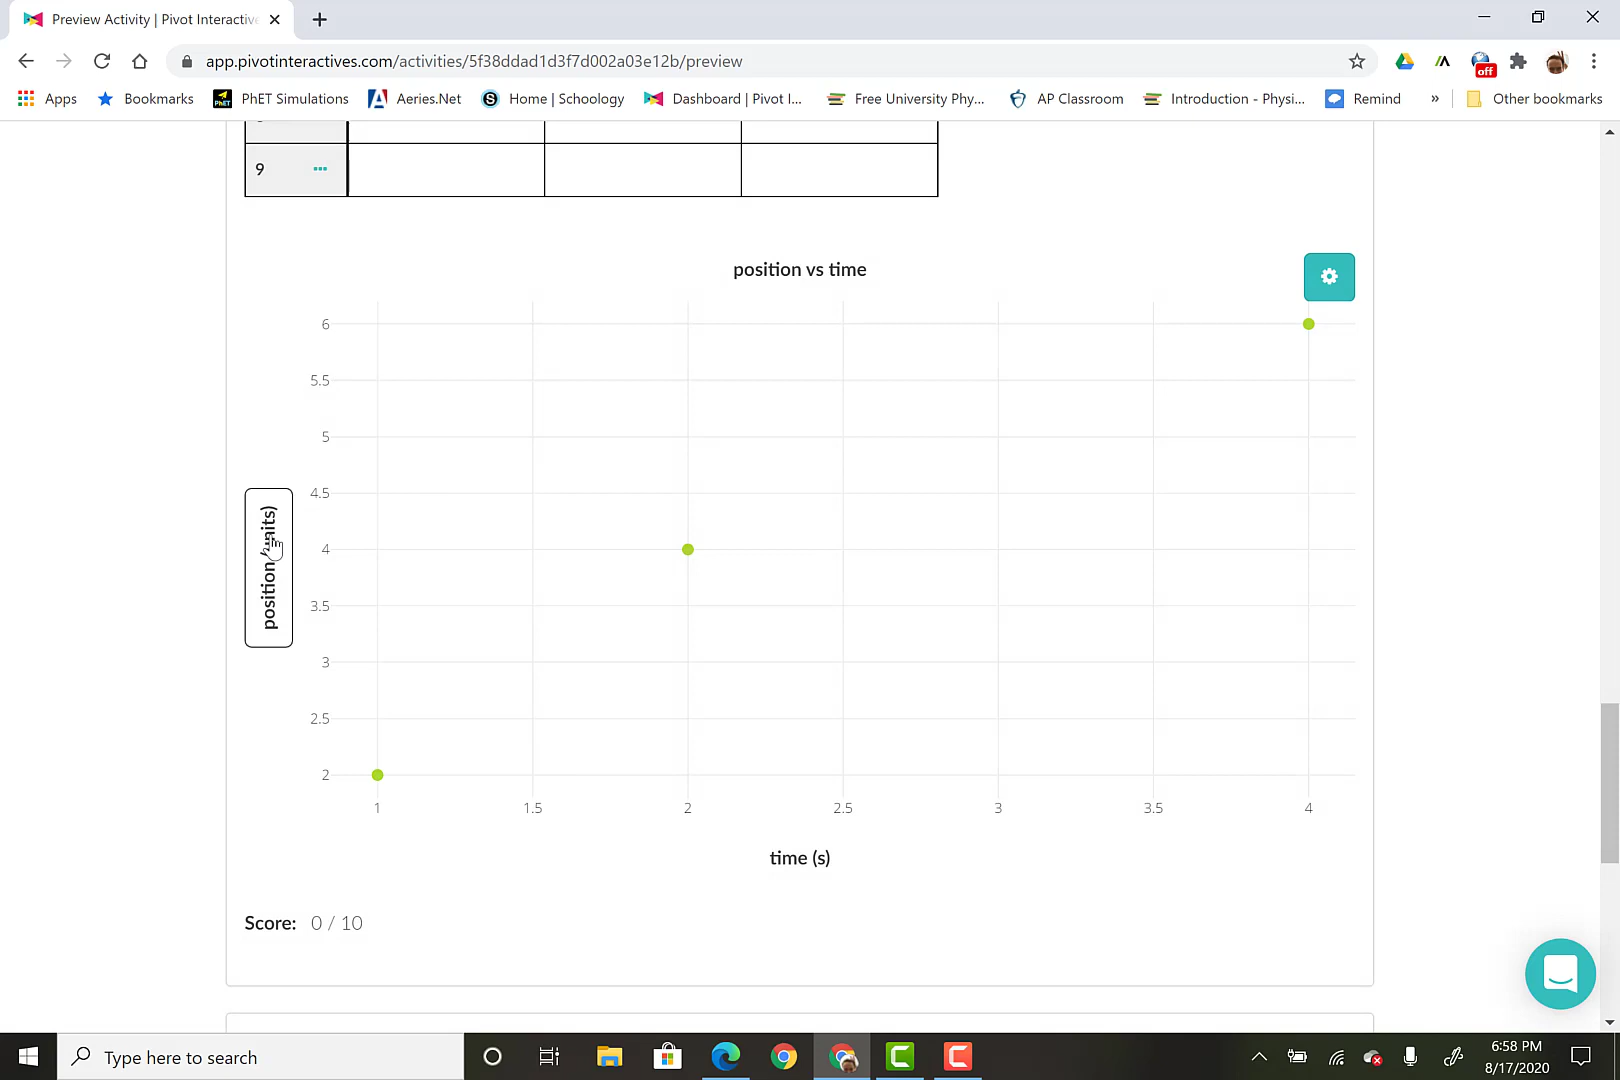 Preview Activity | Pivot Interactive
app.pivotinteractives.com/activities/5f38ddad1d3f7d002a03e12b/preview
off
Apps
Bookmarks
PhET
PhET Simulations
Aeries.Net
Home | Schoology
Dashboard | Pivot I...
Free University Phy...
AP Classroom
Introduction - Physi...
Remind
»
Other bookmarks
9
position vs time
6
5.5
5
4.5
4
3.5
3
2.5
2
position
1
1.5
2
2.5
3
3.5
4
time (s)
Score: 0 / 10
Type here to search
6:58 PM
8/17/2020